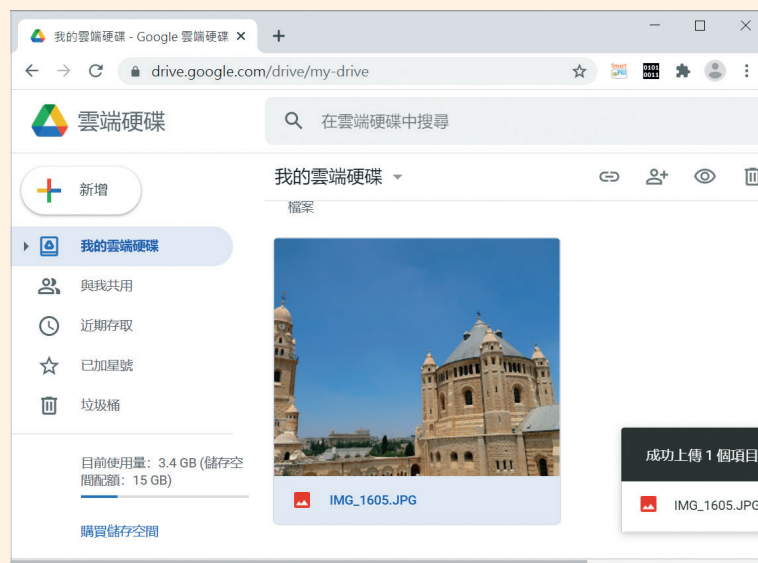 我的雲端硬碟 - Google 雲端硬碟
drive.google.com/drive/my-drive
雲端硬碟
在雲端硬碟中搜尋
新增
我的雲端硬碟
檔案
我的雲端硬碟
與我共用
近期存取
已加星號
垃圾桶
目前使用量：3.4 GB (儲存空
間配額：15 GB)
購買儲存空間
IMG_1605.JPG
成功上傳 1 個項目
IMG_1605.JPG